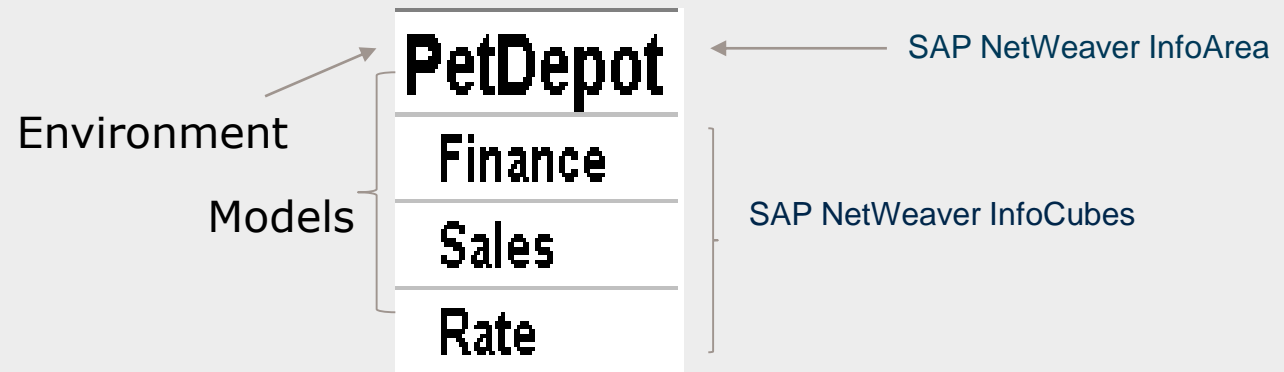 PetDepot
SAP NetWeaver InfoArea
Environment
Finance
Models
Sales
SAP NetWeaver InfoCubes
Rate